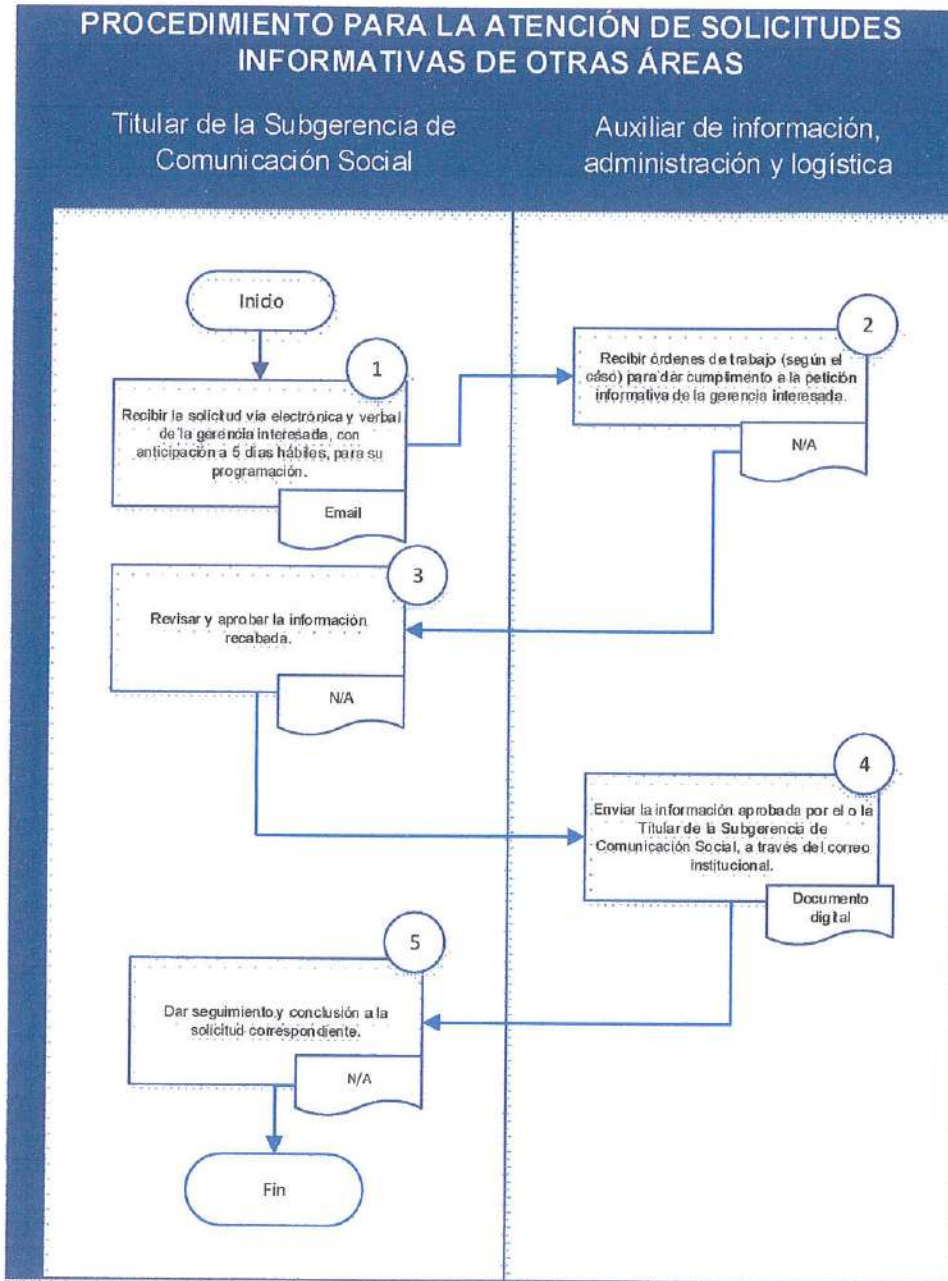 PROCEDIMIENTO PARA LA ATENCIÓN DE SOLICITUDES
INFORMATIVAS DE OTRAS ÁREAS
Titular de la Subgerencia de
Comunicación Social
Auxiliar de información,
administración y logística
Inicio
1
Recibir la solicitud vía electrónica y verbal
de la gerencia interesada, con
anticipación a 5 días hábiles, para su
programación.
Email
2
Recibir órdenes de trabajo (según el
caso) para dar cumplimento a la petición
informativa de la gerencia interesada.
N/A
3
Revisar y aprobar la información
recabada.
N/A
4
Enviar la información aprobada por el o la
Titular de la Subgerencia de
Comunicación Social, a través del correo
institucional.
Documento
digital
5
Dar seguimiento y conclusión a la
solicitud correspondiente.
N/A
Fin